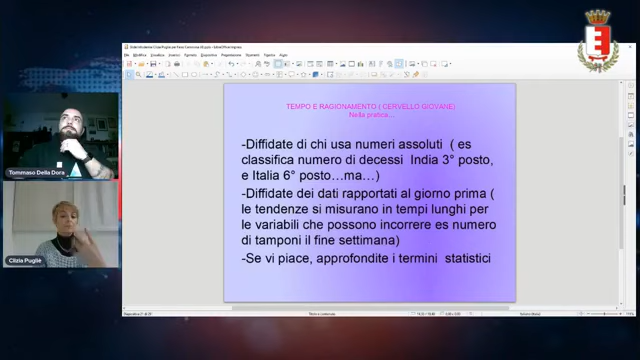 TEMPO E RAGIONAMENTO ( CERVELLO GIOVANE)
Nella pratica...
-Diffidate di chi usa numeri assoluti ( es
classifica numero di decessi India 3° posto,
e Italia 6° posto…ma…)
-Diffidate dei dati rapportati al giorno prima (
le tendenze si misurano in tempi lunghi per
le variabili che possono incorrere es numero
di tamponi il fine settimana)
-Se vi piace, approfondite i termini statistici
Tommaso Della Dora
Clizia Pugliè
E